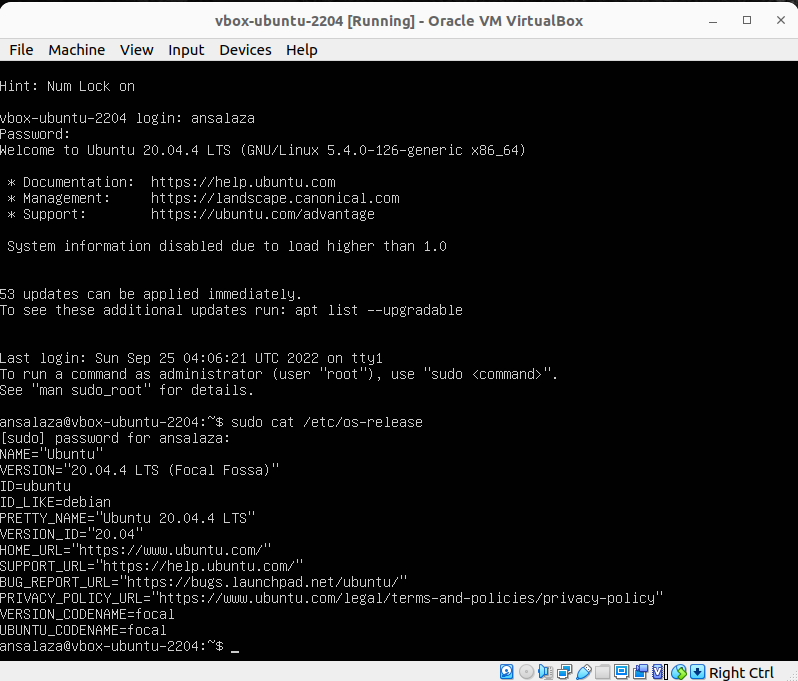 vbox-ubuntu-2204 [Running] - Oracle VM VirtualBox
File Machine View Input Devices Help
Hint: Num Lock on
vbox-ubuntu-2204 login: ansalaza
Password:
Welcome to Ubuntu 20.04.4 LTS (GNU/Linux 5.4.0-126-generic x86_64)
* Documentation:  https://help.ubuntu.com
* Management:     https://landscape.canonical.com
* Support:        https://ubuntu.com/advantage
System information disabled due to load higher than 1.0
53 updates can be applied immediately.
To see these additional updates run: apt list --upgradable
Last login: Sun Sep 25 04:06:21 UTC 2022 on tty1
To run a command as administrator (user "root"), use "sudo <command>".
See "man sudo_root" for details.
ansalaza@vbox-ubuntu-2204:~$ sudo cat /etc/os-release
[sudo] password for ansalaza:
NAME="Ubuntu"
VERSION="20.04.4 LTS (Focal Fossa)"
ID=ubuntu
ID_LIKE=debian
PRETTY_NAME="Ubuntu 20.04.4 LTS"
VERSION_ID="20.04"
HOME_URL="https://www.ubuntu.com/"
SUPPORT_URL="https://help.ubuntu.com/"
BUG_REPORT_URL="https://bugs.launchpad.net/ubuntu/"
PRIVACY_POLICY_URL="https://www.ubuntu.com/legal/terms-and-policies/privacy-policy"
VERSION_CODENAME=focal
UBUNTU_CODENAME=focal
ansalaza@vbox-ubuntu-2204:~$ _
Right Ctrl